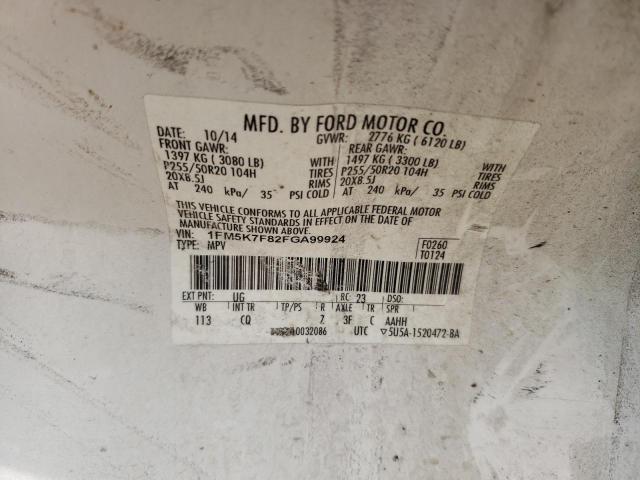 MFD. BY FORD MOTOR CO.
DATE: 10/14 GVWR: 2776 KG ( 6120 LB)
FRONT GAWR: REAR GAWR:
1397 KG ( 3080 LB) WITH 1497 KG ( 3300 LB) WITH
P255/50R20 104H TIRES P255/50R20 104H TIRES
20X8.5J RIMS 20X8.5J RIMS
AT 240 kPa/ 35 PSI COLD AT 240 kPa/ 35 PSI COLD
THIS VEHICLE CONFORMS TO ALL APPLICABLE FEDERAL MOTOR
VEHICLE SAFETY STANDARDS IN EFFECT ON THE DATE OF
MANUFACTURE SHOWN ABOVE.
VIN: 1FM5K7F82FGA99924
TYPE: MPV
F0260
T0124
EXT PNT: UG RC: 23 DSO:
WB INT TR TP/PS R AXLE TR SPR
113 CQ 7 3F C AAHH
10032086 UTC ▽5U5A-1520472-BA